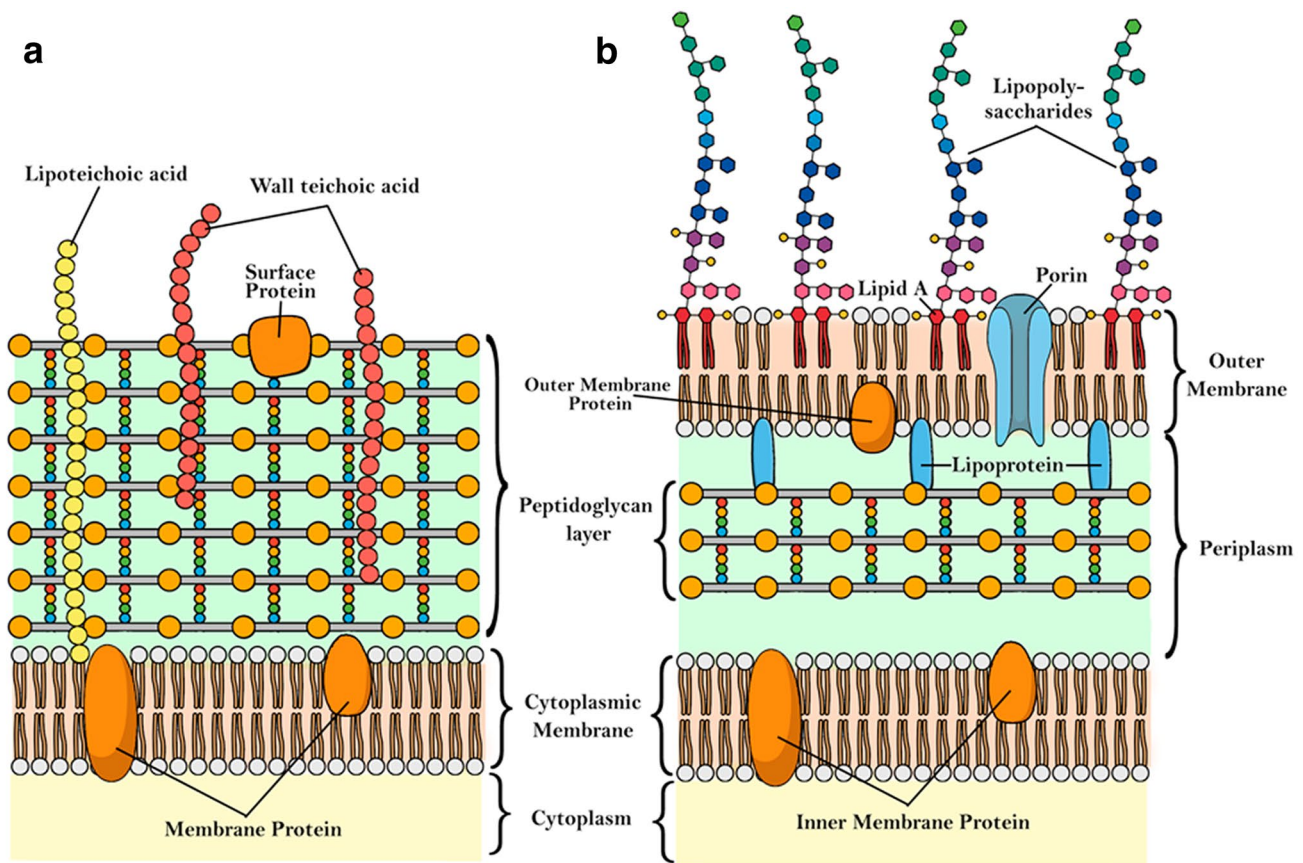 a
b
Lipopoly-
saccharides
Lipoteichoic acid
Wall teichoic acid
Surface
Protein
Lipid A
Porin
Outer
Membrane
Outer Membrane
Protein
Lipoprotein
Peptidoglycan
layer
Periplasm
Cytoplasmic
Membrane
Membrane Protein
Cytoplasm
Inner Membrane Protein